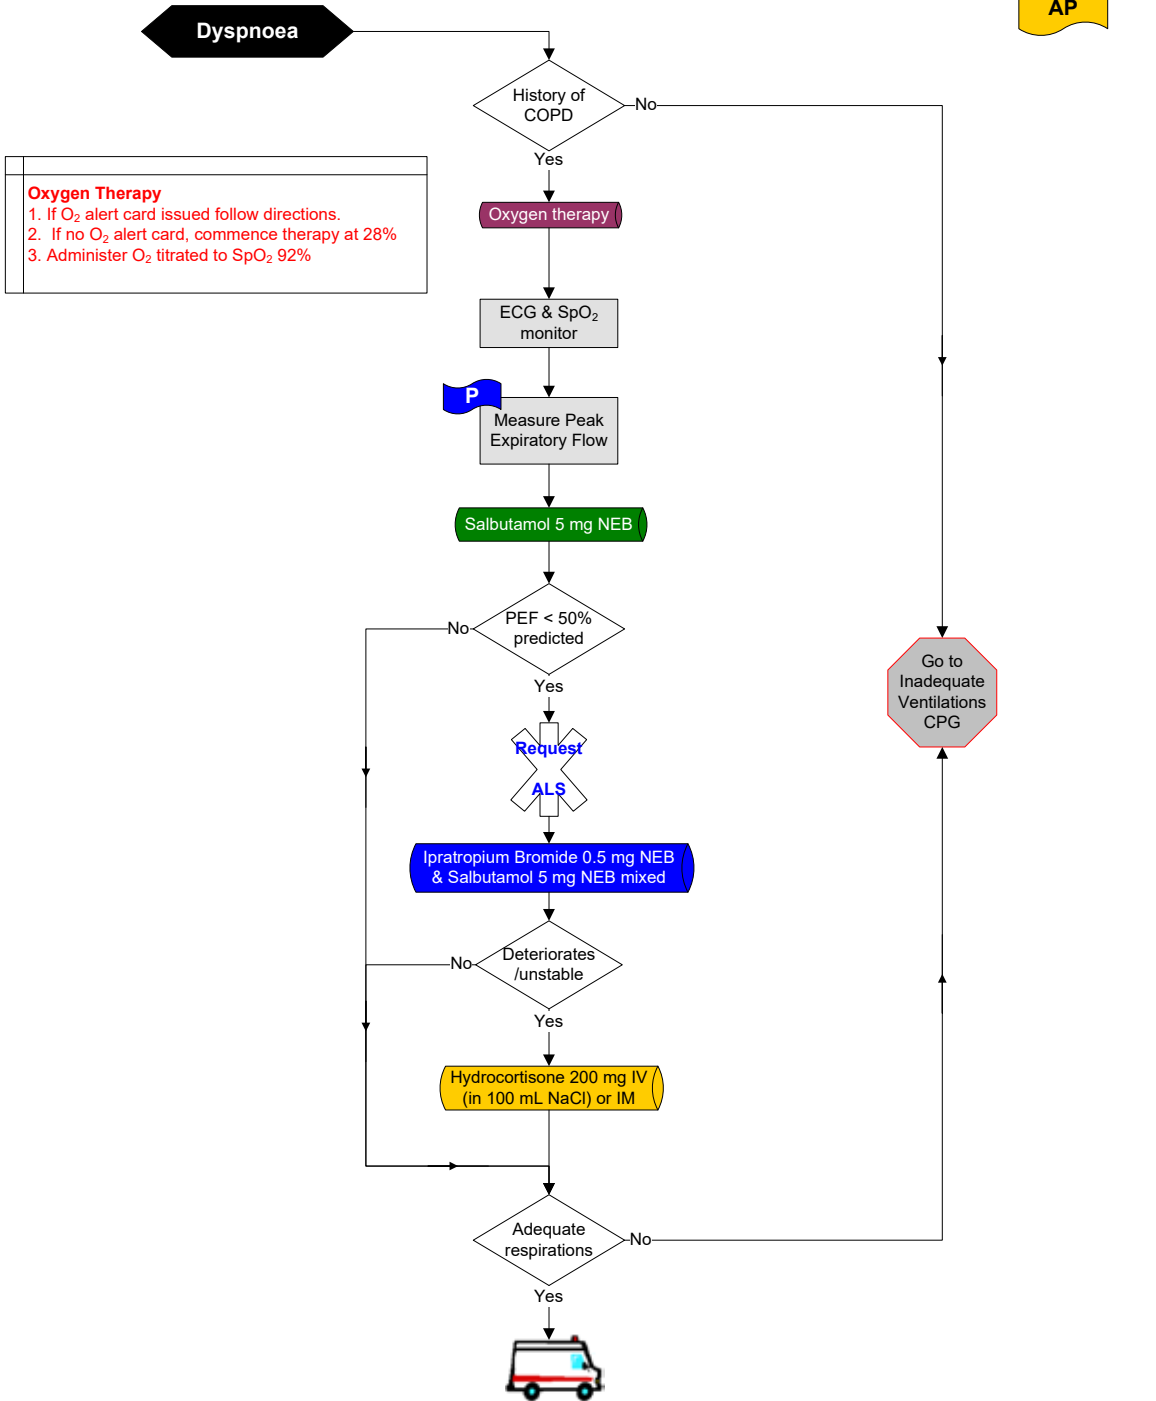 AP
Dyspnoea
History of
COPD
No
Yes
Oxygen Therapy
1. If O₂ alert card issued follow directions.
2. If no O₂ alert card, commence therapy at 28%
3. Administer O₂ titrated to SpO₂ 92%
Oxygen therapy
ECG & SpO₂
monitor
P
Measure Peak
Expiratory Flow
Salbutamol 5 mg NEB
PEF < 50%
predicted
No
Yes
Go to
Inadequate
Ventilations
CPG
Request
ALS
Ipratropium Bromide 0.5 mg NEB
& Salbutamol 5 mg NEB mixed
Deteriorates
/unstable
No
Yes
Hydrocortisone 200 mg IV
(in 100 mL NaCl) or IM
Adequate
respirations
No
Yes